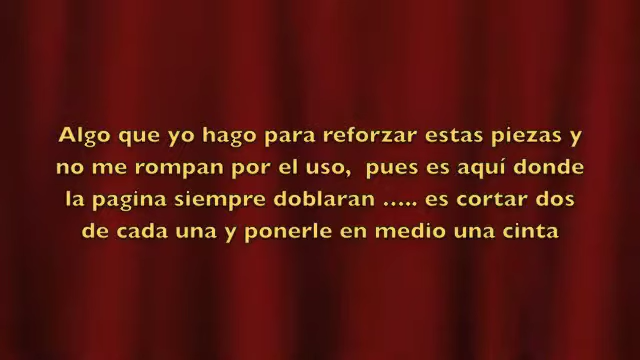 Algo que yo hago para reforzar estas piezas y
no me rompan por el uso,  pues es aquí donde
la pagina siempre doblaran ..... es cortar dos
de cada una y ponerle en medio una cinta